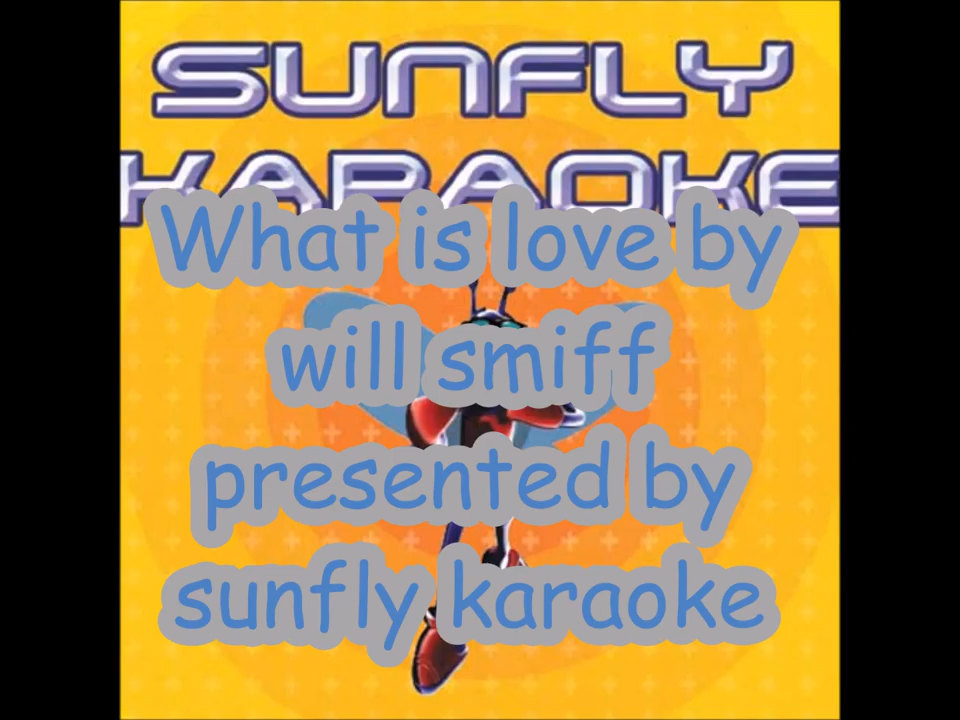 SUNFLY
KARAOKE
What is love by
will smiff
presented by
sunfly karaoke